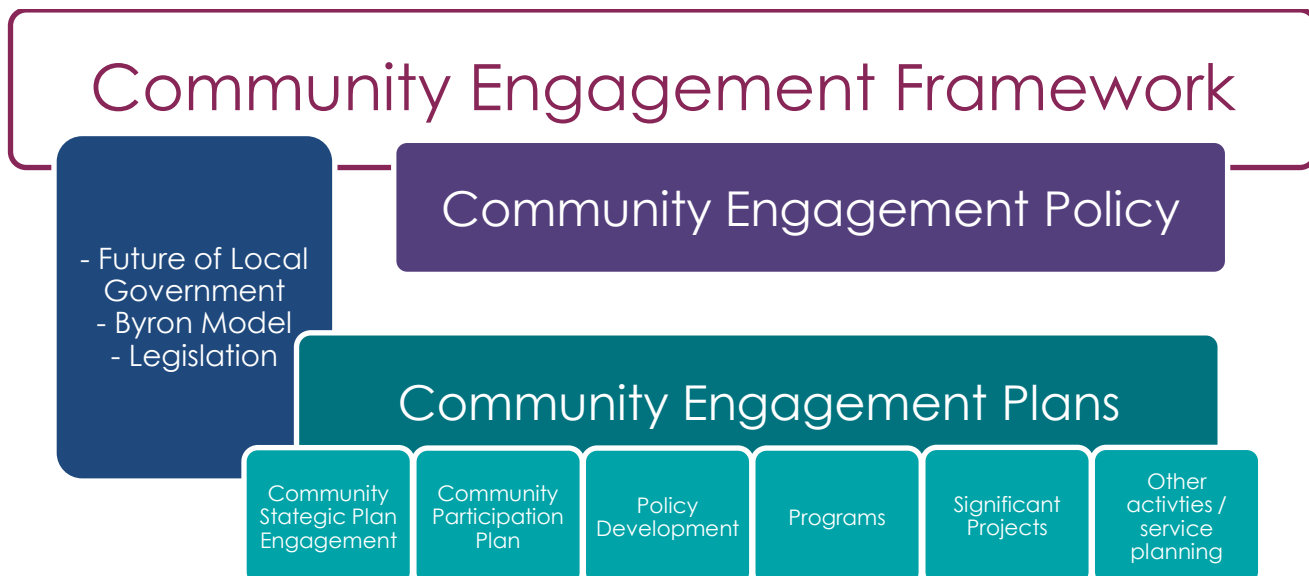 Community Engagement Framework
Community Engagement Policy
- Future of Local
Government
- Byron Model
- Legislation
Community Engagement Plans
Community
Stategic Plan
Engagement
Community
Participation
Plan
Policy
Development
Programs
Significant
Projects
Other
activties /
service
planning